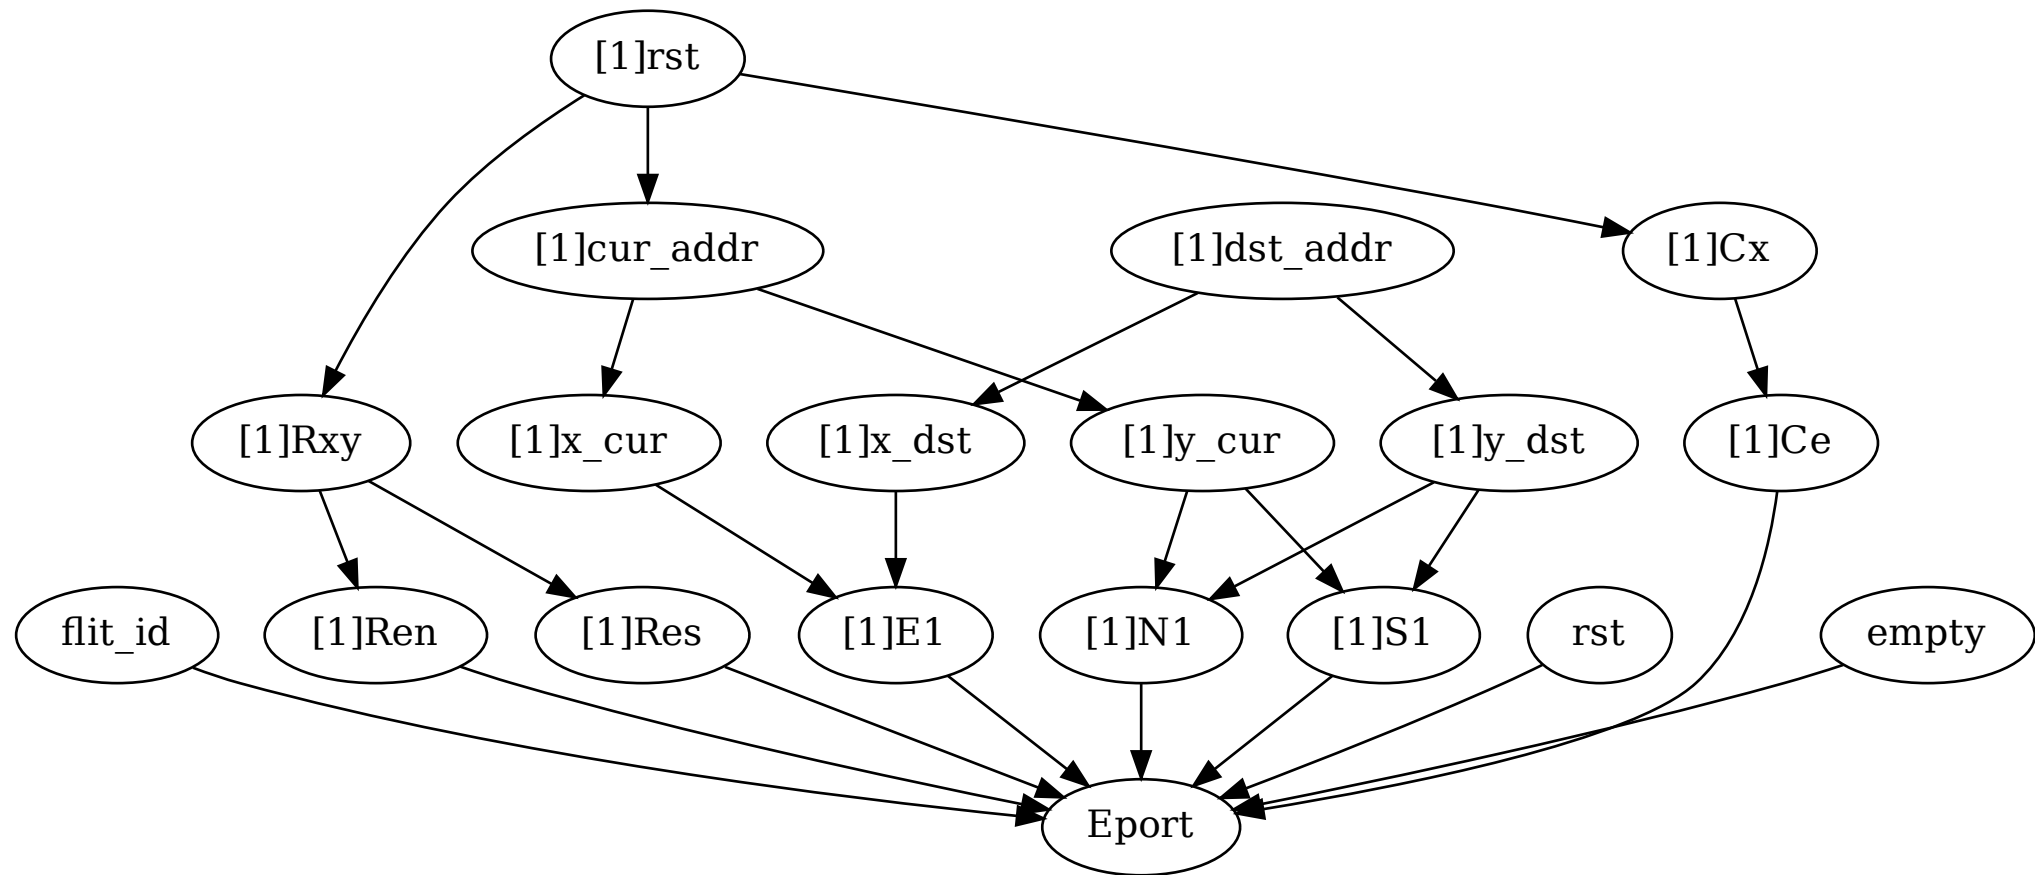 [1]rst
[1]cur_addr
[1]dst_addr
[1]Cx
[1]Rxy
[1]x_cur
[1]x_dst
[1]y_cur
[1]y_dst
[1]Ce
flit_id
[1]Ren
[1]Res
[1]E1
[1]N1
[1]S1
rst
empty
Eport